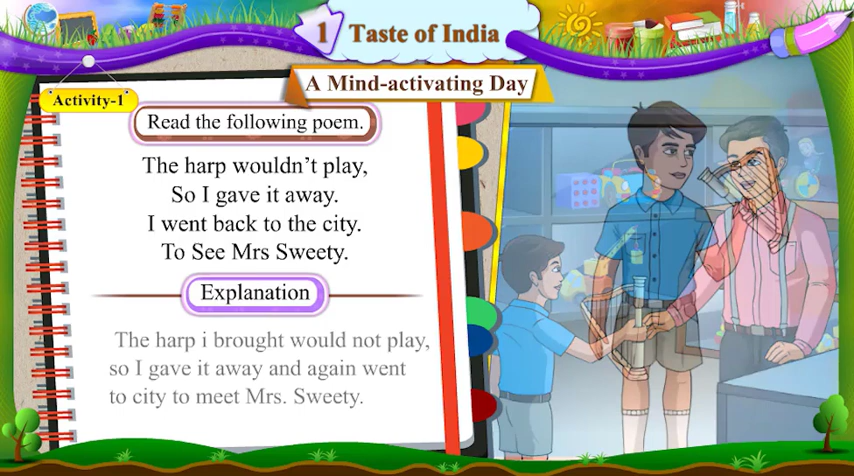 1 Taste of India
A Mind-activating Day
Activity-1
Read the following poem.
The harp wouldn't play,
So I gave it away.
I went back to the city.
To See Mrs Sweety.
Explanation
The harp i brought would not play,
so I gave it away and again went
to city to meet Mrs. Sweety.